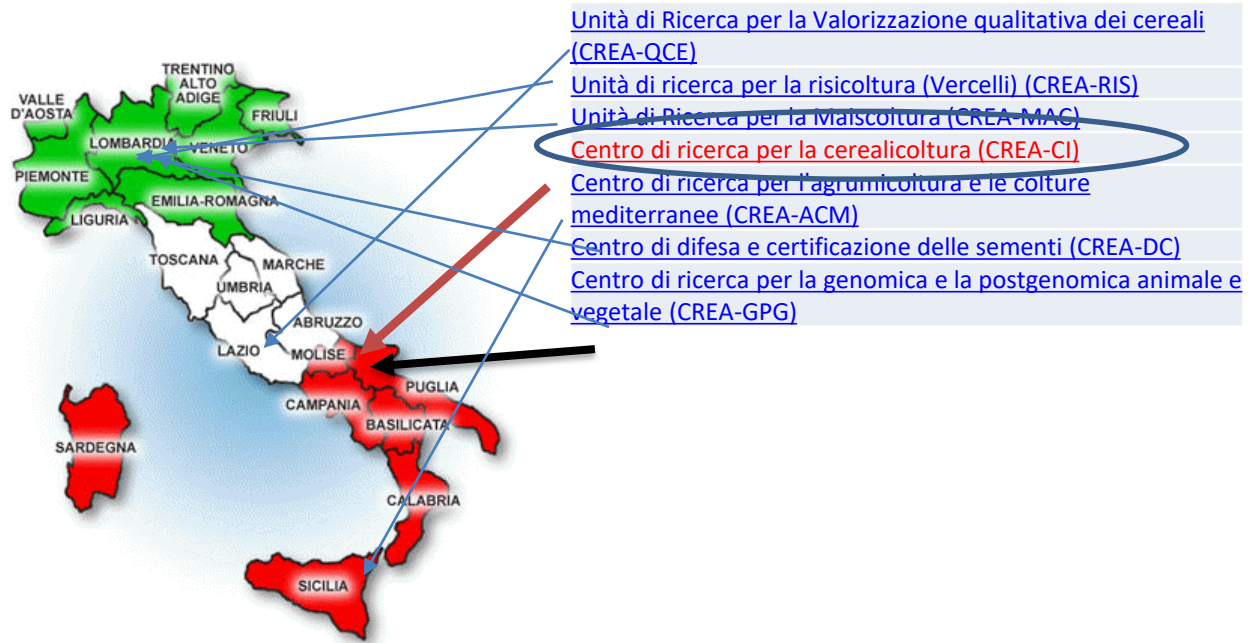 Unità di Ricerca per la Valorizzazione qualitativa dei cereali
(CREA-QCE)
Unità di ricerca per la risicoltura (Vercelli) (CREA-RIS)
Unità di Ricerca per la Maiscoltura (CREA-MAC)
Centro di ricerca per la cerealicoltura (CREA-CI)
Centro di ricerca per l'agrumicoltura e le colture
mediterranee (CREA-ACM)
Centro di difesa e certificazione delle sementi (CREA-DC)
Centro di ricerca per la genomica e la postgenomica animale e
vegetale (CREA-GPG)
TRENTINO
ALTO
ADIGE
VALLE
D'AOSTA
FRIULI
LOMBARDIA
VENETO
PIEMONTE
EMILIA-ROMAGNA
LIGURIA
TOSCANA
MARCHE
UMBRIA
ABRUZZO
LAZIO
MOLISE
PUGLIA
CAMPANIA
BASILICATA
SARDEGNA
CALABRIA
SICILIA